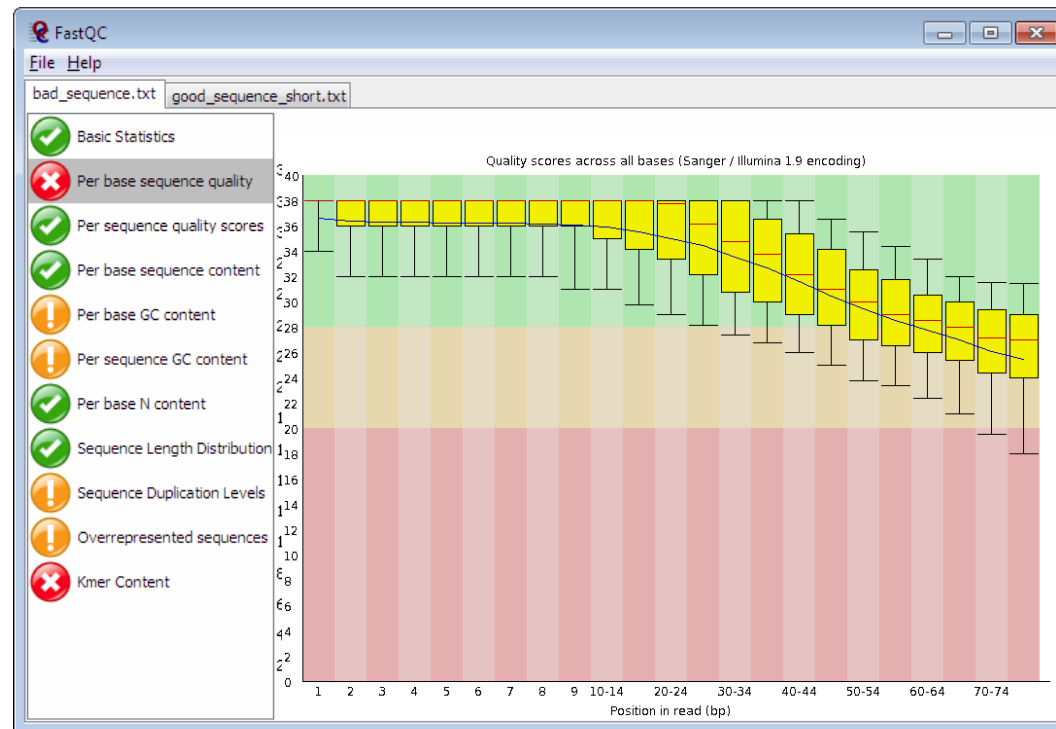 FastQC
File Help
bad_sequence.txt good_sequence_short.txt
Basic Statistics
Per base sequence quality
Per sequence quality scores
Per base sequence content
Per base GC content
Per sequence GC content
Per base N content
Sequence Length Distribution
Sequence Duplication Levels
Overrepresented sequences
Kmer Content
Quality scores across all bases (Sanger / Illumina 1.9 encoding)
40
38
36
34
32
30
28
26
24
22
20
18
16
14
12
10
8
6
4
2
0
1 2 3 4 5 6 7 8 9 10-14 20-24 30-34 40-44 50-54 60-64 70-74
Position in read (bp)